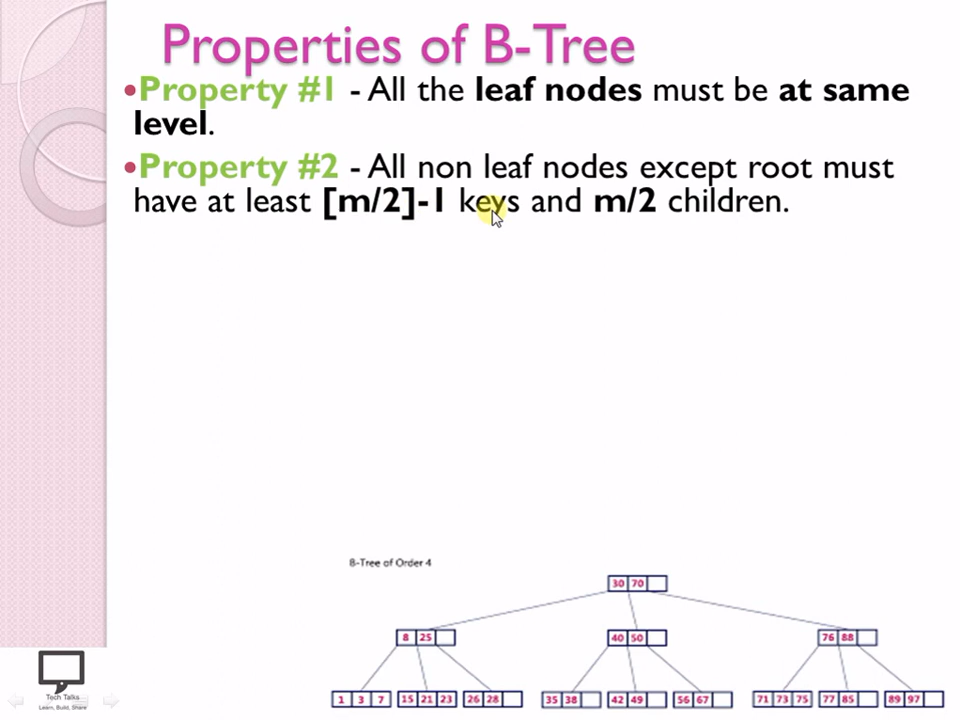 Properties of B-Tree
•Property #1 - All the leaf nodes must be at same
level.
•Property #2 - All non leaf nodes except root must
have at least [m/2]-1 keys and m/2 children.
B-Tree of Order 4
30 70
8 25
40 50
76 88
1 3 7
15 21 23
26 28
35 38
42 49
56 67
71 73 75
77 85
89 97
Tech Talks
Learn, Build, Share